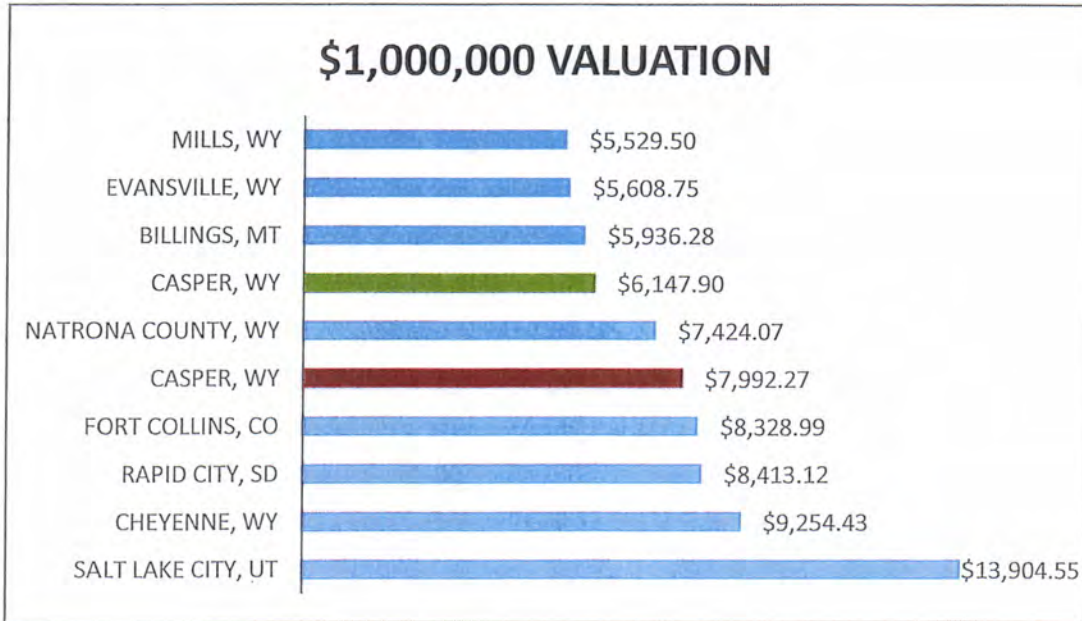 $1,000,000 VALUATION
MILLS, WY $5,529.50
EVANSVILLE, WY $5,608.75
BILLINGS, MT $5,936.28
CASPER, WY $6,147.90
NATRONA COUNTY, WY $7,424.07
CASPER, WY $7,992.27
FORT COLLINS, CO $8,328.99
RAPID CITY, SD $8,413.12
CHEYENNE, WY $9,254.43
SALT LAKE CITY, UT $13,904.55